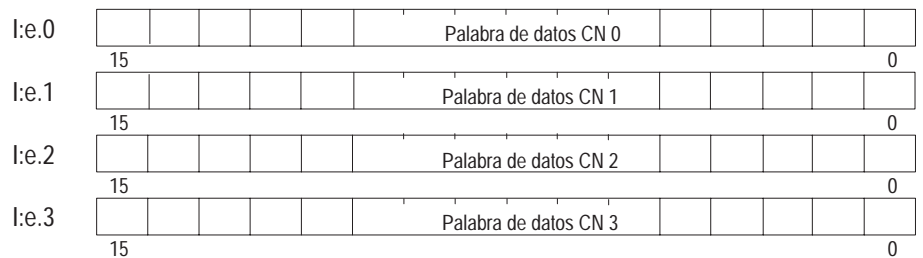 I:e.0 Palabra de datos CN 0
15 0
I:e.1 Palabra de datos CN 1
15 0
I:e.2 Palabra de datos CN 2
15 0
I:e.3 Palabra de datos CN 3
15 0